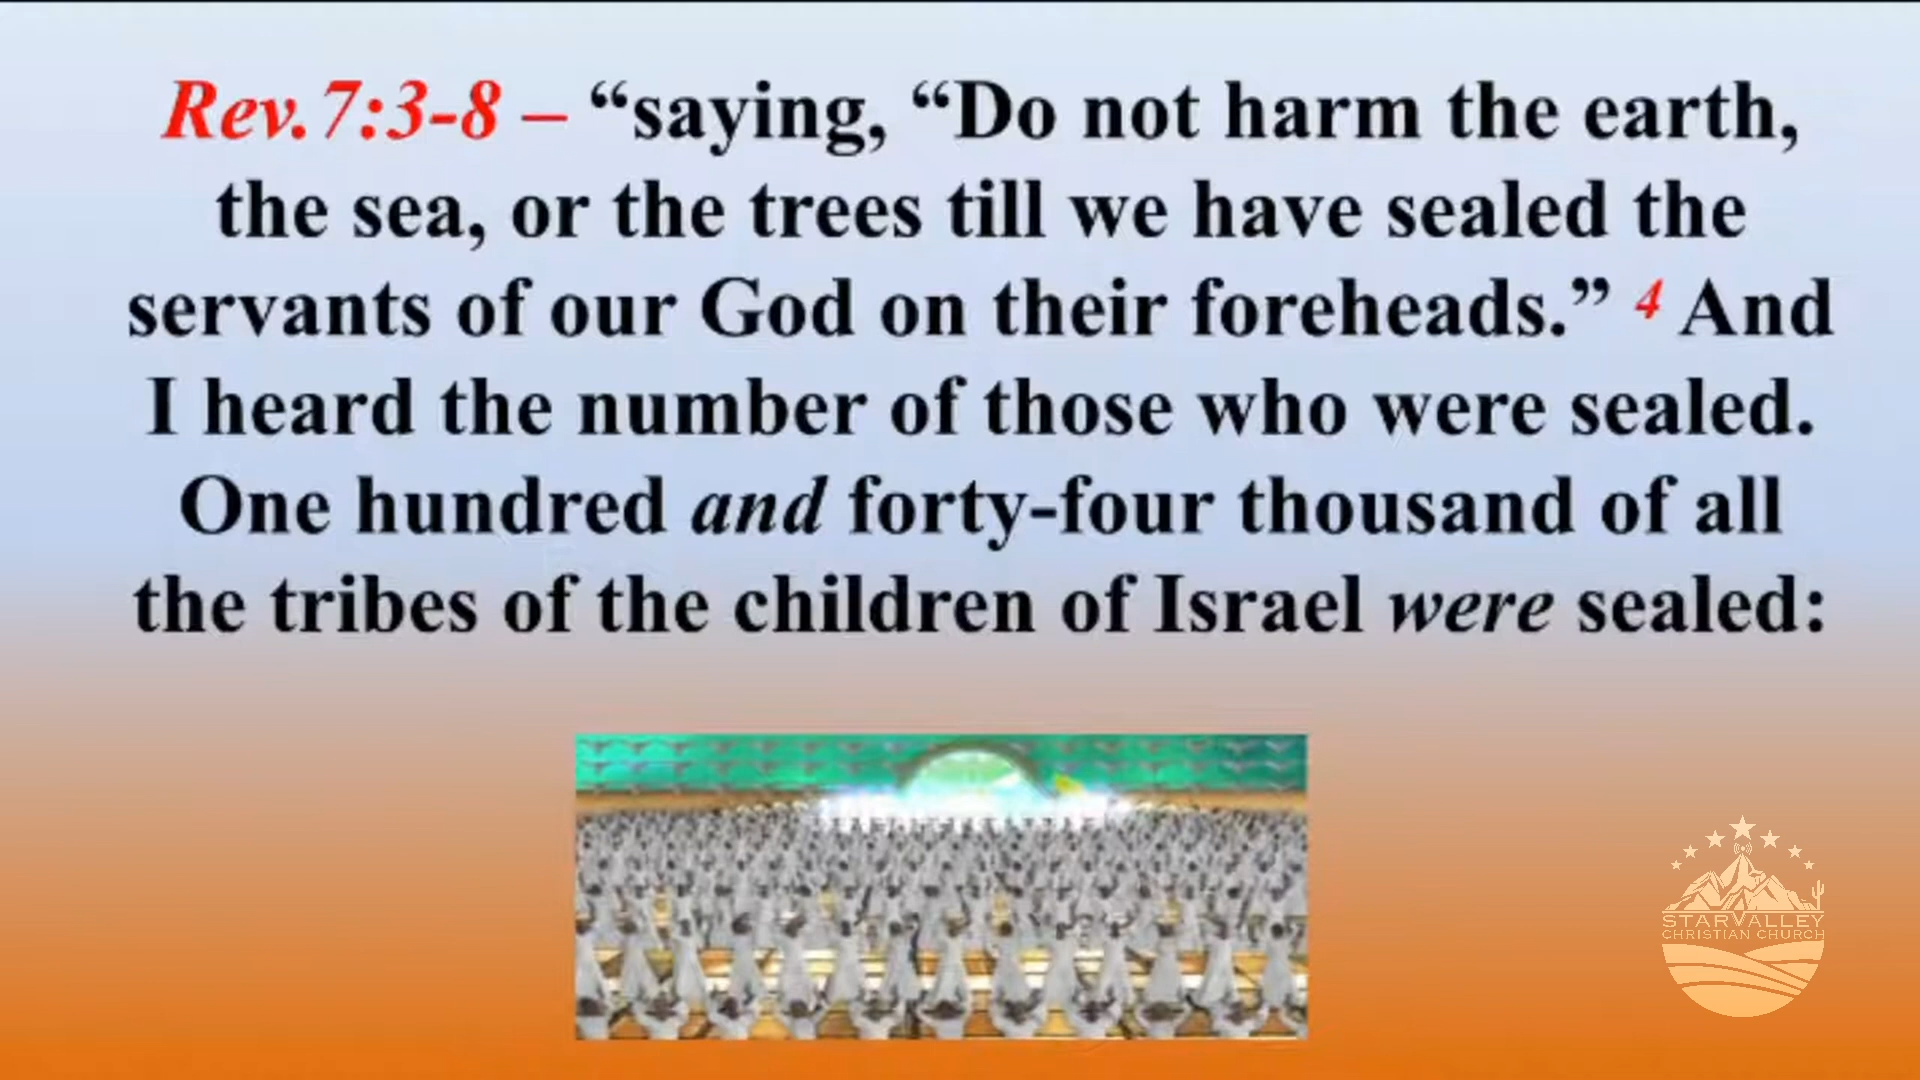 Rev. 7:3-8 – “saying, “Do not harm the earth,
the sea, or the trees till we have sealed the
servants of our God on their foreheads.” 4 And
I heard the number of those who were sealed.
One hundred and forty-four thousand of all
the tribes of the children of Israel were sealed:
STARVALLEY
CHRISTIAN CHURCH